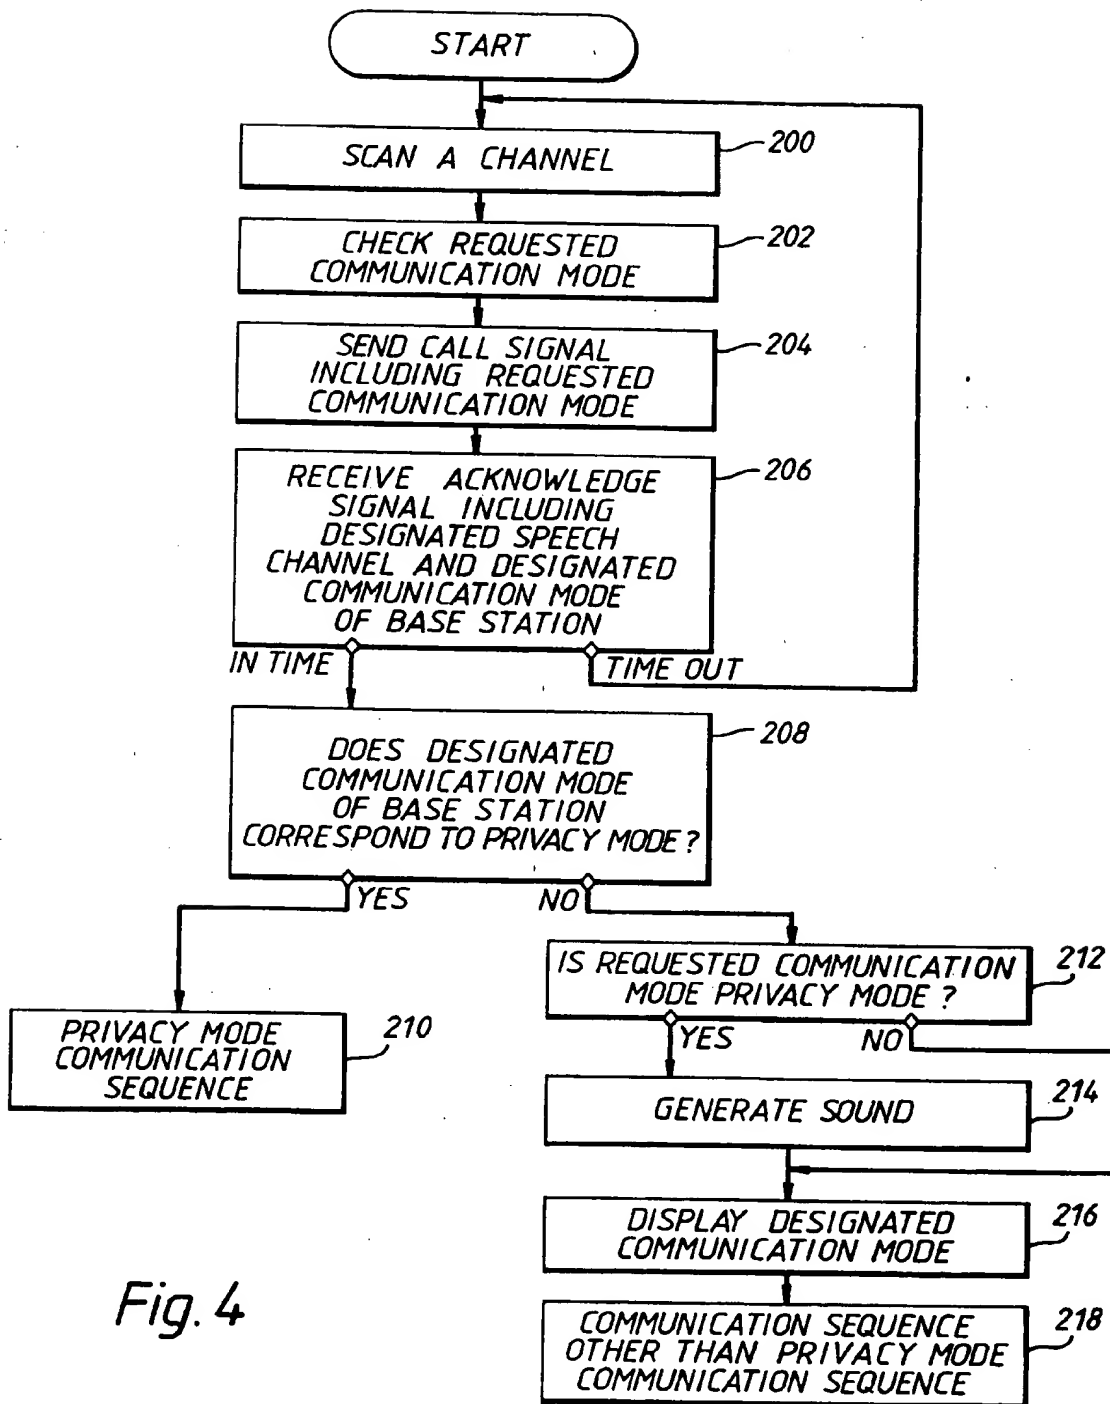 START
SCAN A CHANNEL
200
CHECK REQUESTED
COMMUNICATION MODE
202
SEND CALL SIGNAL
INCLUDING REQUESTED
COMMUNICATION MODE
204
RECEIVE ACKNOWLEDGE
SIGNAL INCLUDING
DESIGNATED SPEECH
CHANNEL AND DESIGNATED
COMMUNICATION MODE
OF BASE STATION
206
IN TIME
TIME OUT
DOES DESIGNATED
COMMUNICATION MODE
OF BASE STATION
CORRESPOND TO PRIVACY MODE?
208
YES
NO
PRIVACY MODE
COMMUNICATION
SEQUENCE
210
IS REQUESTED COMMUNICATION
MODE PRIVACY MODE?
212
YES
NO
GENERATE SOUND
214
DISPLAY DESIGNATED
COMMUNICATION MODE
216
COMMUNICATION SEQUENCE
OTHER THAN PRIVACY MODE
COMMUNICATION SEQUENCE
218
Fig. 4